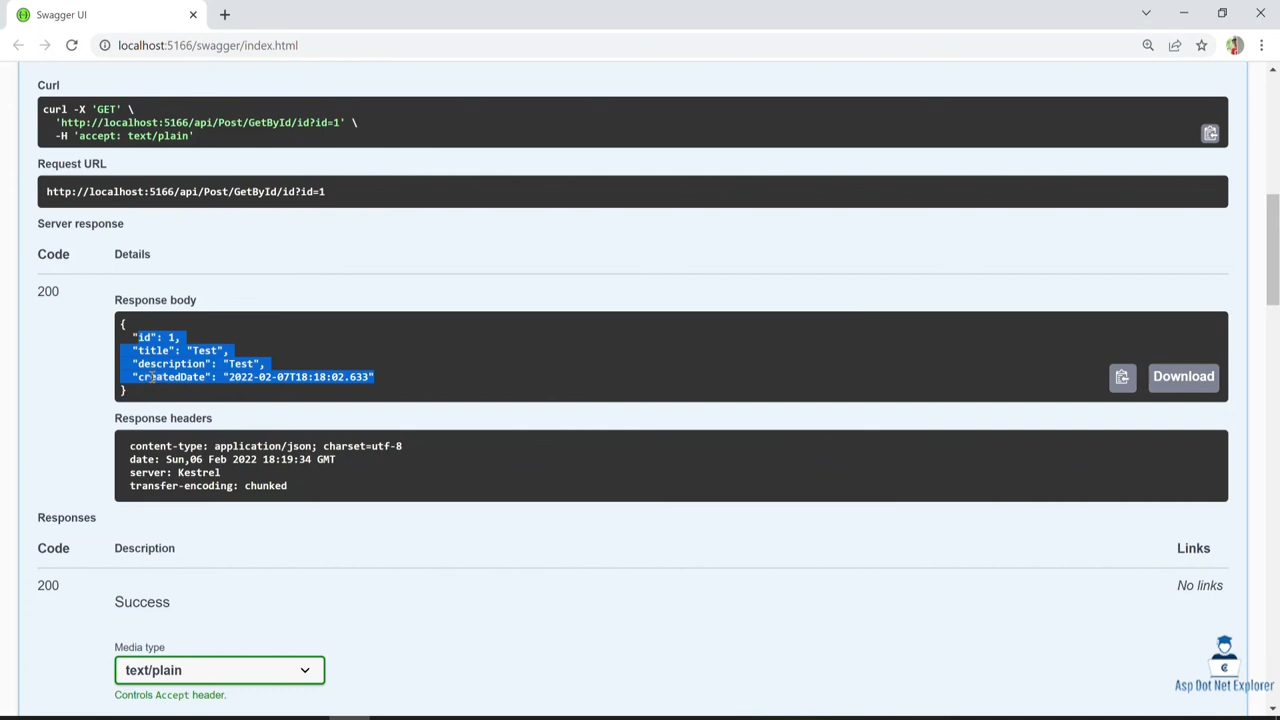 Swagger UI
localhost:5166/swagger/index.html
Curl
curl -X 'GET' \
'http://localhost:5166/api/Post/GetById/id?id=1' \
-H 'accept: text/plain'
Request URL
http://localhost:5166/api/Post/GetById/id?id=1
Server response
Code Details
200
Response body
{
"id": 1,
"title": "Test",
"description": "Test",
"createdDate": "2022-02-07T18:18:02.633"
}
Download
Response headers
content-type: application/json; charset=utf-8
date: Sun,06 Feb 2022 18:19:34 GMT
server: Kestrel
transfer-encoding: chunked
Responses
Code Description Links
200 No links
Success
Media type
text/plain
Controls Accept header.
Asp Dot Net Explorer